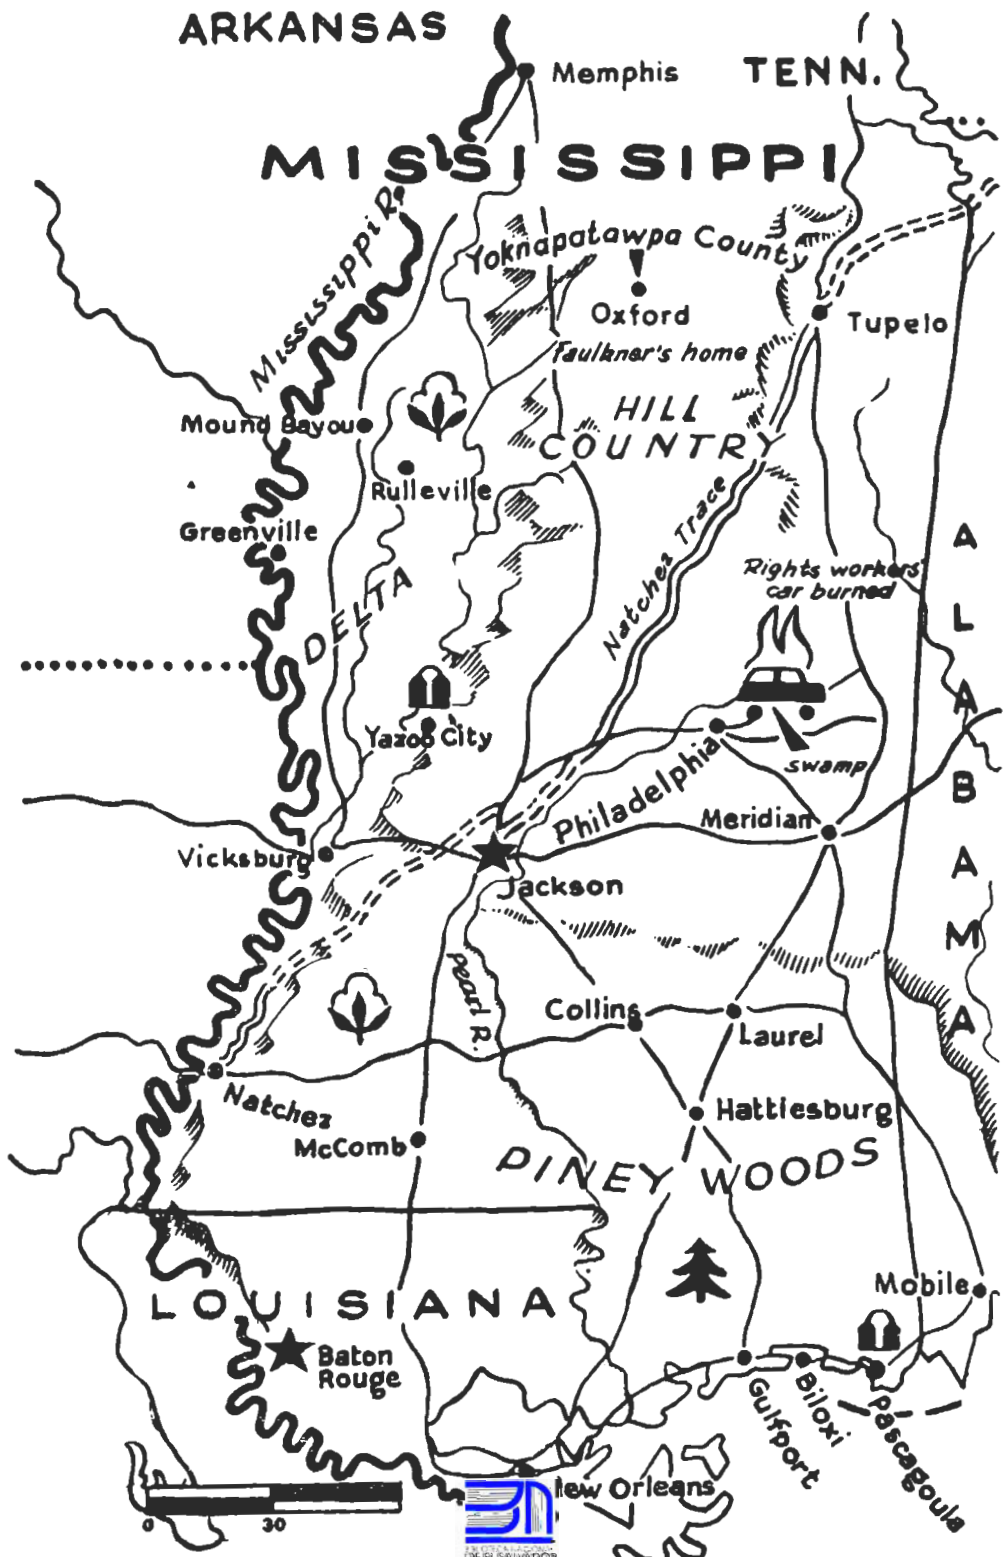 ARKANSAS
Memphis
TENN.
MISSISSIPPI
Mississippi R.
Yoknapatawpa County
Oxford
Faulkner's home
Tupelo
HILL
COUNTRY
Mound Bayou
Rulleville
Greenville
DELTA
Natchez Trace
Rights workers'
car burned
ALABAMA
Yazoo City
swamp
Philadelphia
Meridian
Vicksburg
Jackson
Pearl R.
Collins
Laurel
Natchez
Hattiesburg
McComb
PINEY WOODS
LOUISIANA
Mobile
Baton
Rouge
Gulfport
Biloxi
Pascagoula
New Orleans
0 30